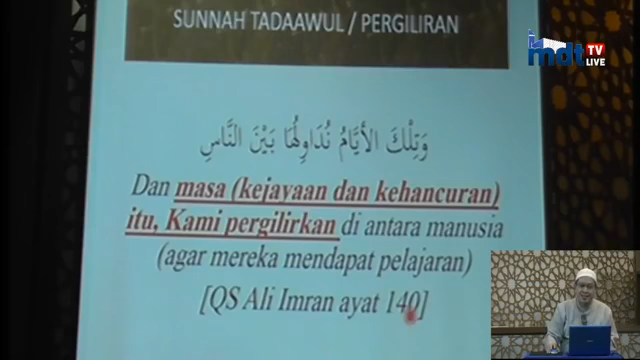 SUNNAH TADAAWUL / PERGILIRAN
mdt TV
LIVE
وَتِلْكَ الأَيَّامُ نُدَاوِلُهَا بَيْنَ النَّاسِ
Dan masa (kejayaan dan kehancuran)
itu, Kami pergilirkan di antara manusia
(agar mereka mendapat pelajaran)
[QS Ali Imran ayat 140]